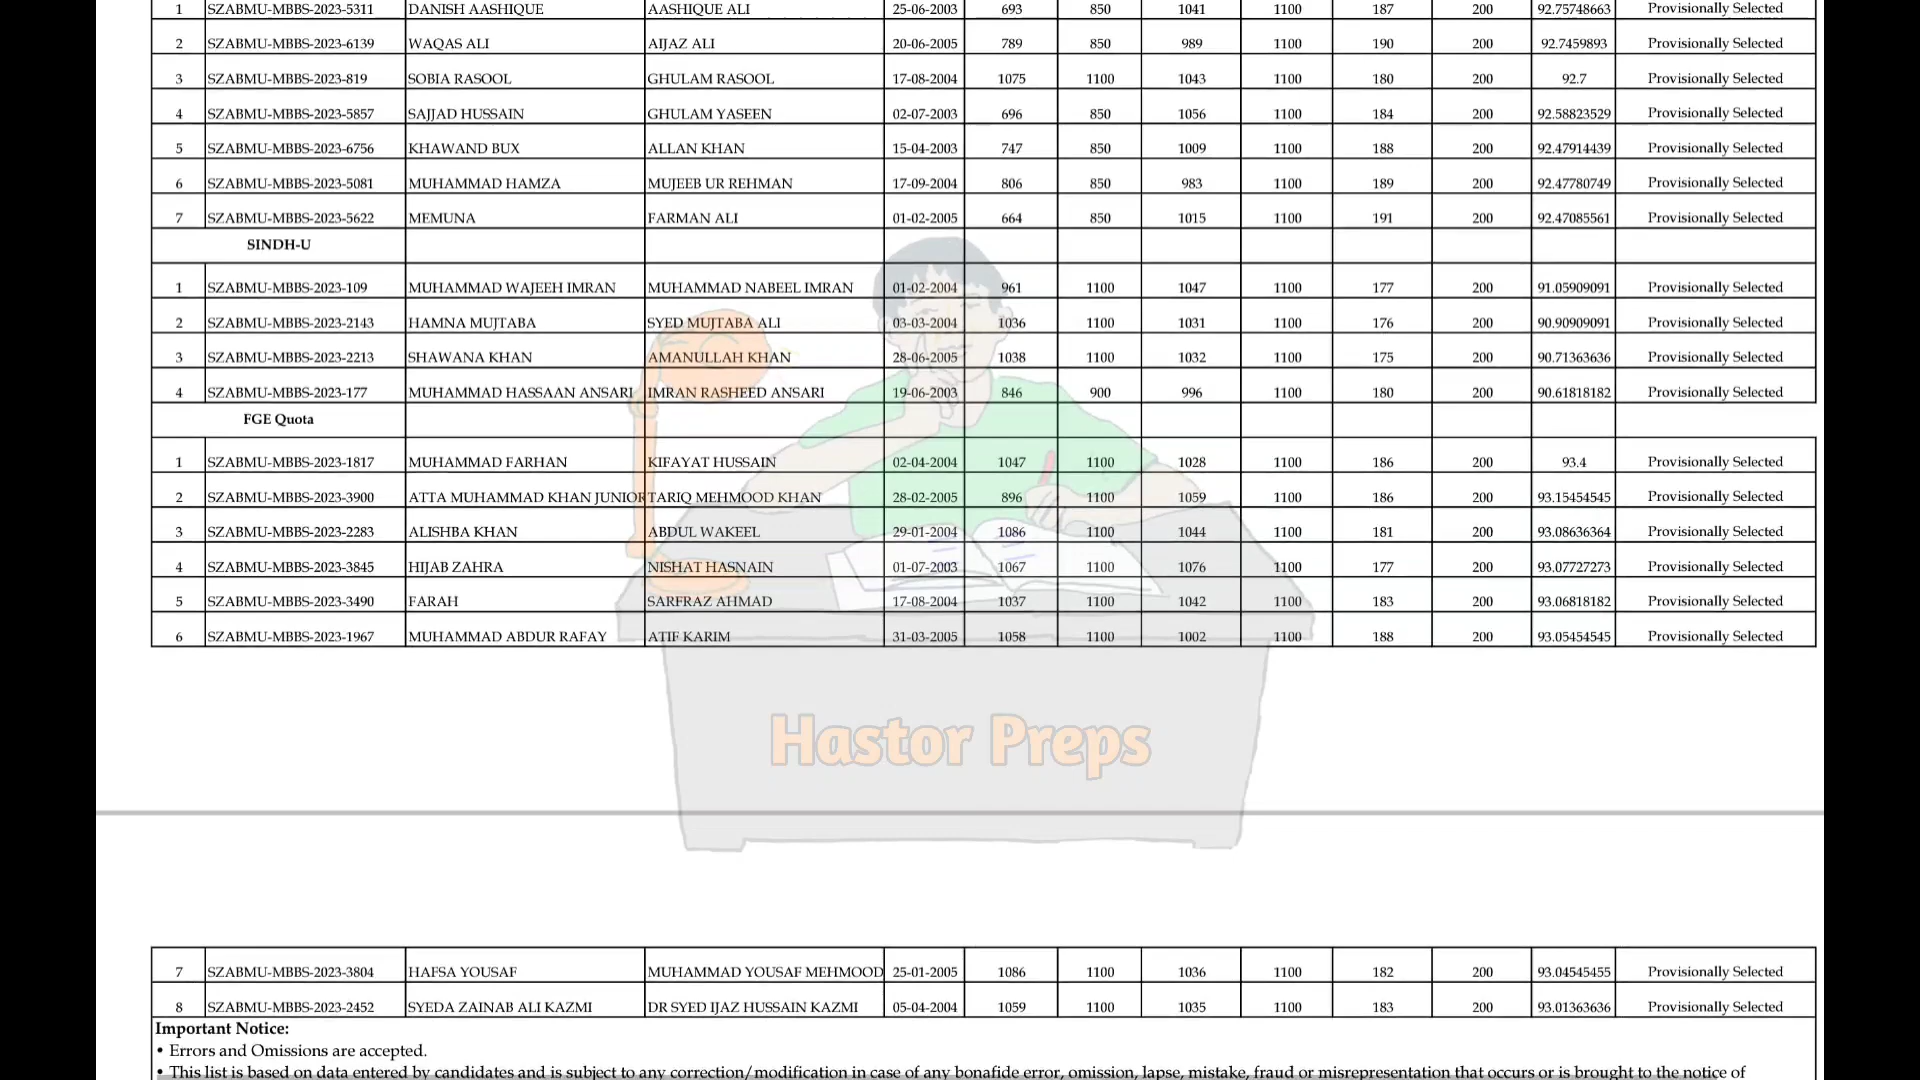 1 SZABMU-MBBS-2023-5311 DANISH AASHIQUE AASHIQUE ALI 25-06-2003 693 850 1041 1100 187 200 92.75748663 Provisionally Selected
2 SZABMU-MBBS-2023-6139 WAQAS ALI AIJAZ ALI 20-06-2005 789 850 989 1100 190 200 92.7459893 Provisionally Selected
3 SZABMU-MBBS-2023-819 SOBIA RASOOL GHULAM RASOOL 17-08-2004 1075 1100 1043 1100 180 200 92.7 Provisionally Selected
4 SZABMU-MBBS-2023-5857 SAJJAD HUSSAIN GHULAM YASEEN 02-07-2003 696 850 1056 1100 184 200 92.58823529 Provisionally Selected
5 SZABMU-MBBS-2023-6756 KHAWAND BUX ALLAN KHAN 15-04-2003 747 850 1009 1100 188 200 92.47914439 Provisionally Selected
6 SZABMU-MBBS-2023-5081 MUHAMMAD HAMZA MUJEEB UR REHMAN 17-09-2004 806 850 983 1100 189 200 92.47780749 Provisionally Selected
7 SZABMU-MBBS-2023-5622 MEMUNA FARMAN ALI 01-02-2005 664 850 1015 1100 191 200 92.47085561 Provisionally Selected
SINDH-U
1 SZABMU-MBBS-2023-109 MUHAMMAD WAJEEH IMRAN MUHAMMAD NABEEL IMRAN 01-02-2004 961 1100 1047 1100 177 200 91.05909091 Provisionally Selected
2 SZABMU-MBBS-2023-2143 HAMNA MUJTABA SYED MUJTABA ALI 03-03-2004 1036 1100 1031 1100 176 200 90.90909091 Provisionally Selected
3 SZABMU-MBBS-2023-2213 SHAWANA KHAN AMANULLAH KHAN 28-06-2005 1038 1100 1032 1100 175 200 90.71363636 Provisionally Selected
4 SZABMU-MBBS-2023-177 MUHAMMAD HASSAAN ANSARI IMRAN RASHEED ANSARI 19-06-2003 846 900 996 1100 180 200 90.61818182 Provisionally Selected
FGE Quota
1 SZABMU-MBBS-2023-1817 MUHAMMAD FARHAN KIFAYAT HUSSAIN 02-04-2004 1047 1100 1028 1100 186 200 93.4 Provisionally Selected
2 SZABMU-MBBS-2023-3900 ATTA MUHAMMAD KHAN JUNIOR TARIQ MEHMOOD KHAN 28-02-2005 896 1100 1059 1100 186 200 93.15454545 Provisionally Selected
3 SZABMU-MBBS-2023-2283 ALISHBA KHAN ABDUL WAKEEL 29-01-2004 1086 1100 1044 1100 181 200 93.08636364 Provisionally Selected
4 SZABMU-MBBS-2023-3845 HIJAB ZAHRA NISHAT HASNAIN 01-07-2003 1067 1100 1076 1100 177 200 93.07727273 Provisionally Selected
5 SZABMU-MBBS-2023-3490 FARAH SARFRAZ AHMAD 17-08-2004 1037 1100 1042 1100 183 200 93.06818182 Provisionally Selected
6 SZABMU-MBBS-2023-1967 MUHAMMAD ABDUR RAFAY ATIF KARIM 31-03-2005 1058 1100 1002 1100 188 200 93.05454545 Provisionally Selected
Hastor Preps
7 SZABMU-MBBS-2023-3804 HAFSA YOUSAF MUHAMMAD YOUSAF MEHMOOD 25-01-2005 1086 1100 1036 1100 182 200 93.04545455 Provisionally Selected
8 SZABMU-MBBS-2023-2452 SYEDA ZAINAB ALI KAZMI DR SYED IJAZ HUSSAIN KAZMI 05-04-2004 1059 1100 1035 1100 183 200 93.01363636 Provisionally Selected
Important Notice:
• Errors and Omissions are accepted.
• This list is based on data entered by candidates and is subject to any correction/modification in case of any bonafide error, omission, lapse, mistake, fraud or misrepresentation that occurs or is brought to the notice of